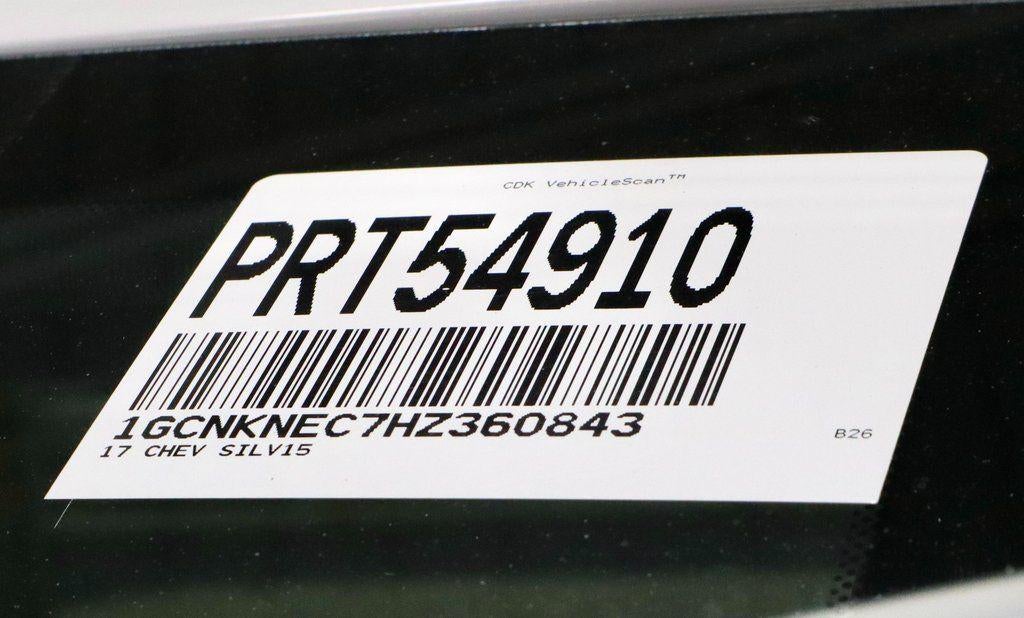 CDK VehicleScan™
PRT54910
1GCNKNEC7HZ360843
17 CHEV SILV15
B26